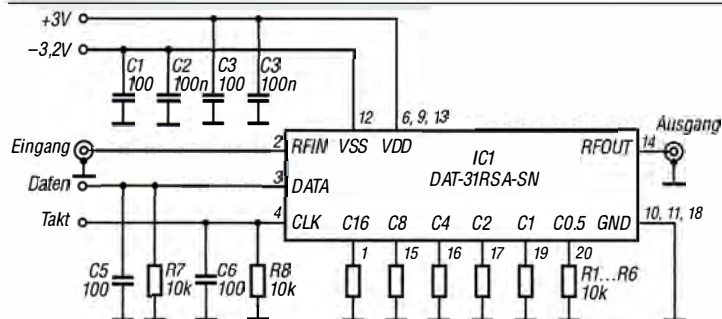 +3V
–3,2V
C1
100
C2
100n
C3
100
C3
100n
12
6, 9, 13
Eingang
2
RFIN
VSS
VDD
IC1
DAT-31RSA-SN
RFOUT
14
Ausgang
Daten
3
DATA
Takt
4
CLK
C16
C8
C4
C2
C1
C0.5
GND
10, 11, 18
1
15
16
17
19
20
C5
100
R7
10k
C6
100
R8
10k
R1...R6
10k